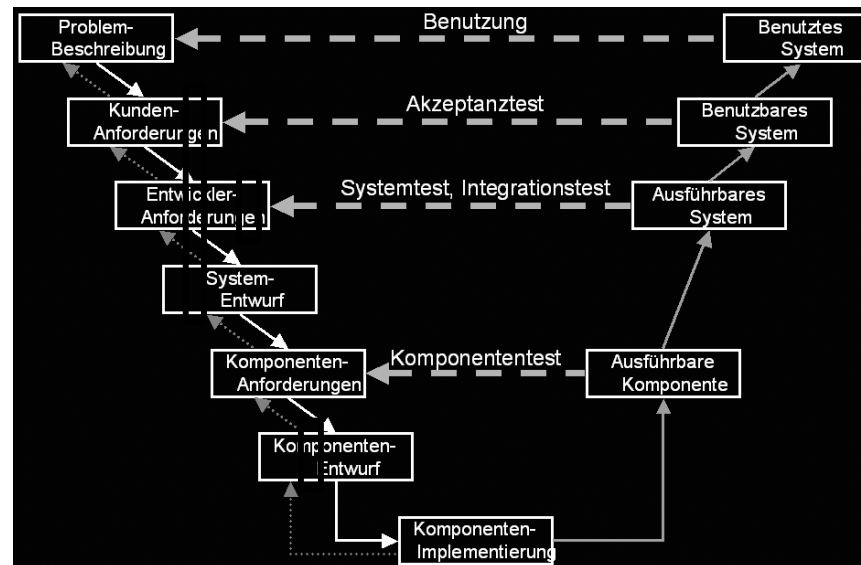 Problem-
Beschreibung
Benutzung
Benutztes
System
Kunden-
Anforderungen
Akzeptanztest
Benutzbares
System
Entwickler-
Anforderungen
Systemtest, Integrationstest
Ausführbares
System
System-
Entwurf
Komponenten-
Anforderungen
Komponententest
Ausführbare
Komponente
Komponenten-
Entwurf
Komponenten-
Implementierung